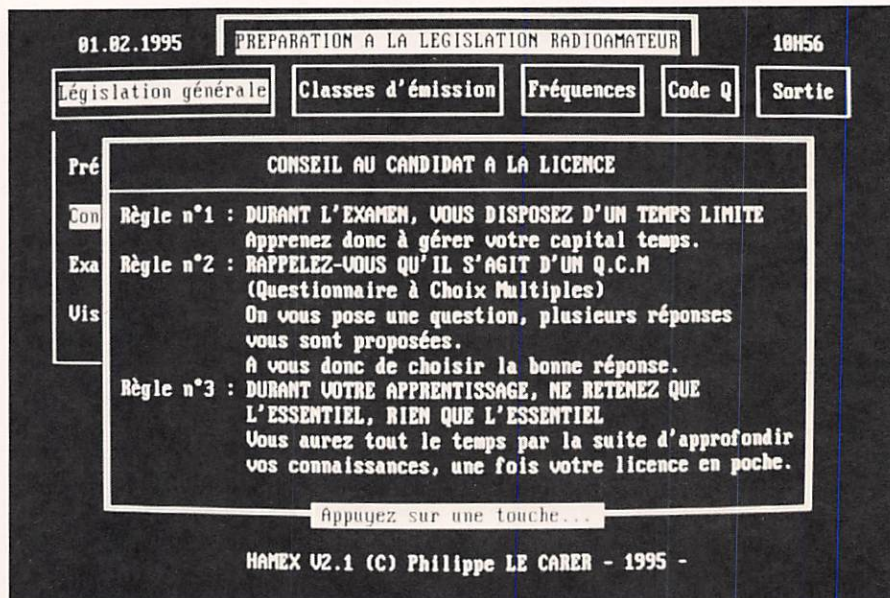 01.02.1995 PREPARATION A LA LEGISLATION RADIOAMATEUR 10H56
Législation générale Classes d'émission Fréquences Code Q Sortie
Pré
Con
Exa
Vis
CONSEIL AU CANDIDAT A LA LICENCE
Règle n°1 : DURANT L'EXAMEN, VOUS DISPOSEZ D'UN TEMPS LIMITE
Apprenez donc à gérer votre capital temps.
Règle n°2 : RAPPELEZ-VOUS QU'IL S'AGIT D'UN Q.C.M
(Questionnaire à Choix Multiples)
On vous pose une question, plusieurs réponses
vous sont proposées.
A vous donc de choisir la bonne réponse.
Règle n°3 : DURANT VOTRE APPRENTISSAGE, NE RETENEZ QUE
L'ESSENTIEL, RIEN QUE L'ESSENTIEL
Vous aurez tout le temps par la suite d'approfondir
vos connaissances, une fois votre licence en poche.
Appuyez sur une touche...
HAMEX V2.1 (C) Philippe LE CARER - 1995 -